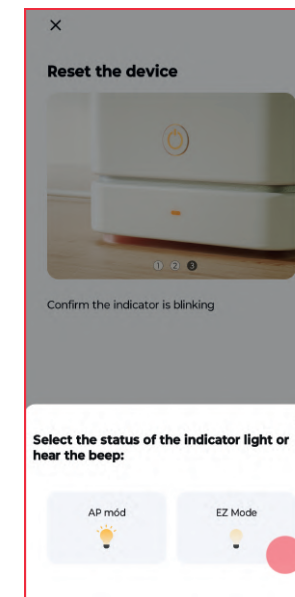 Reset the device
1 2 3
Confirm the indicator is blinking
Select the status of the indicator light or
hear the beep:
AP mód
EZ Mode